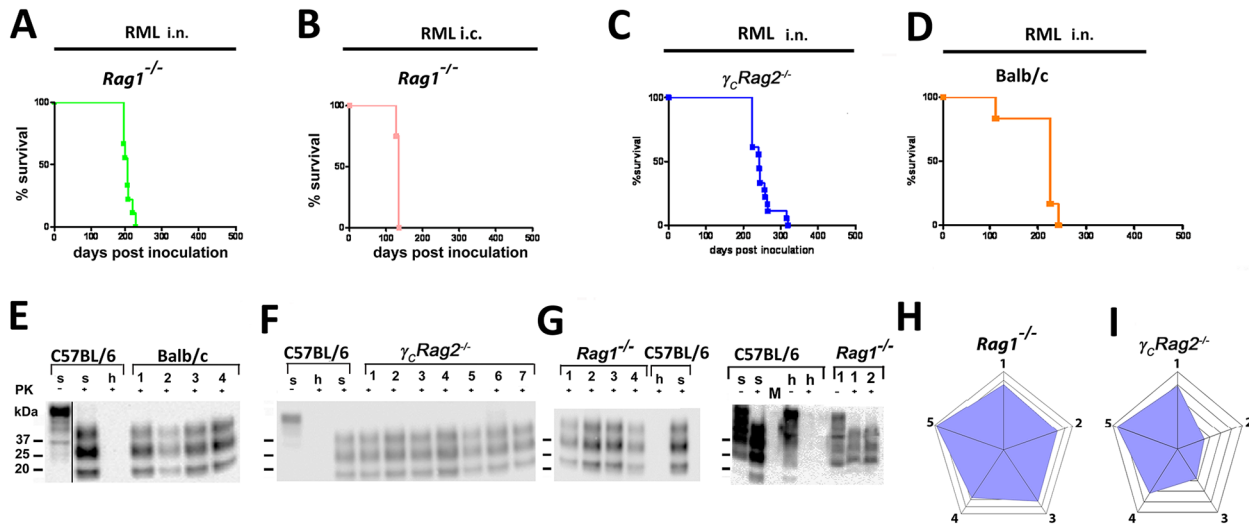 A
RML i.n.
Rag1-/-
100
50
0
% survival
0 100 200 300 400 500
days post inoculation
B
RML i.c.
Rag1-/-
100
50
0
% survival
0 100 200 300 400 500
days post inoculation
C
RML i.n.
γCRag2-/-
100
50
0
%survival
0 100 200 300 400 500
days post inoculation
D
RML i.n.
Balb/c
100
50
0
%survival
0 100 200 300 400 500
E
C57BL/6 Balb/c
s s h 1 2 3 4
PK - + + + + + +
kDa
37
25
20
F
C57BL/6 γCRag2-/-
s h s 1 2 3 4 5 6 7
- + + + + + + + + +
G
Rag1-/- C57BL/6
1 2 3 4 h s
+ + + + + +
C57BL/6 Rag1-/-
s s h h 1 1 2
- + M - + - + +
H
Rag1-/-
1
2
3
4
5
I
γCRag2-/-
1
2
3
4
5